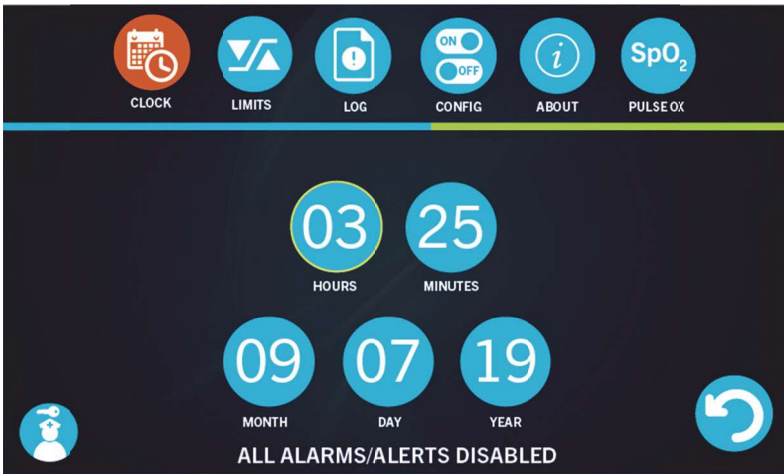 ON
OFF
i
SpO₂
CLOCK LIMITS LOG CONFIG ABOUT PULSE OX
03 25
HOURS MINUTES
09 07 19
MONTH DAY YEAR
ALL ALARMS/ALERTS DISABLED